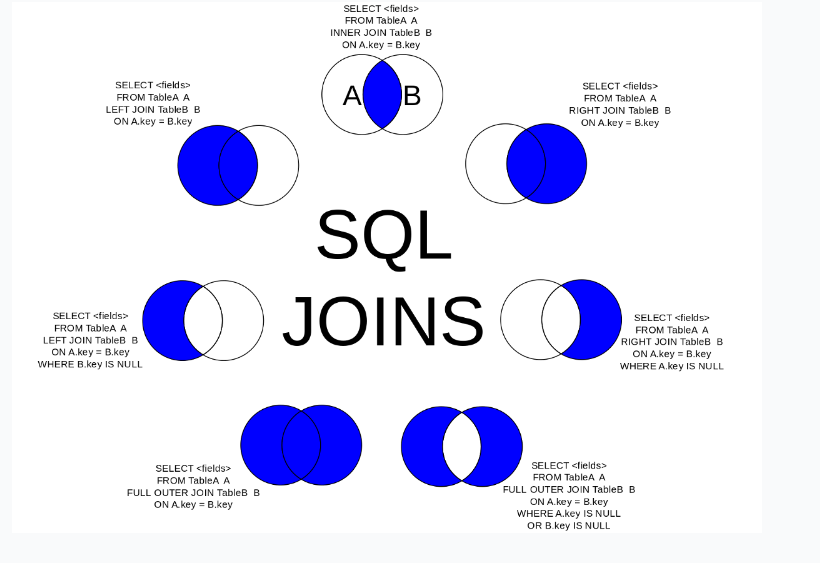 SELECT <fields>
FROM TableA A
INNER JOIN TableB B
ON A.key = B.key
A B
SELECT <fields>
FROM TableA A
LEFT JOIN TableB B
ON A.key = B.key
SELECT <fields>
FROM TableA A
RIGHT JOIN TableB B
ON A.key = B.key
SQL
JOINS
SELECT <fields>
FROM TableA A
LEFT JOIN TableB B
ON A.key = B.key
WHERE B.key IS NULL
SELECT <fields>
FROM TableA A
RIGHT JOIN TableB B
ON A.key = B.key
WHERE A.key IS NULL
SELECT <fields>
FROM TableA A
FULL OUTER JOIN TableB B
ON A.key = B.key
SELECT <fields>
FROM TableA A
FULL OUTER JOIN TableB B
ON A.key = B.key
WHERE A.key IS NULL
OR B.key IS NULL